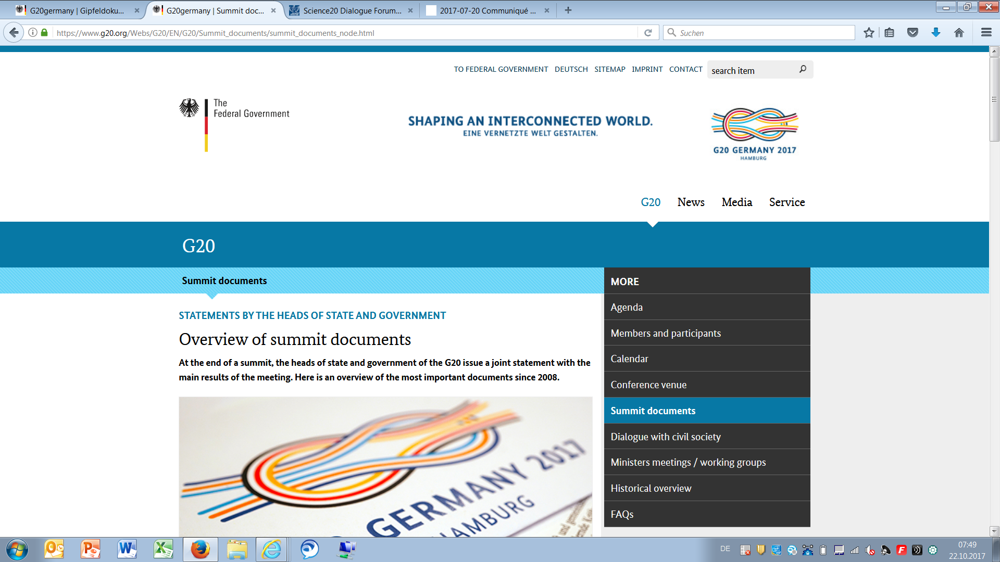 G20germany | Gipfeldoku...
G20germany | Summit doc...
Science20 Dialogue Forum...
2017-07-20 Communiqué ...
https://www.g20.org/Webs/G20/EN/G20/Summit_documents/summit_documents_node.html
Suchen
TO FEDERAL GOVERNMENT DEUTSCH SITEMAP IMPRINT CONTACT
search item
The
Federal Government
SHAPING AN INTERCONNECTED WORLD.
EINE VERNETZTE WELT GESTALTEN.
G20 GERMANY 2017
HAMBURG
G20 News Media Service
G20
Summit documents
STATEMENTS BY THE HEADS OF STATE AND GOVERNMENT
Overview of summit documents
At the end of a summit, the heads of state and government of the G20 issue a joint statement with the
main results of the meeting. Here is an overview of the most important documents since 2008.
GERMANY 2017
HAMBURG
MORE
Agenda
Members and participants
Calendar
Conference venue
Summit documents
Dialogue with civil society
Ministers meetings / working groups
Historical overview
FAQs
DE
07:49
22.10.2017